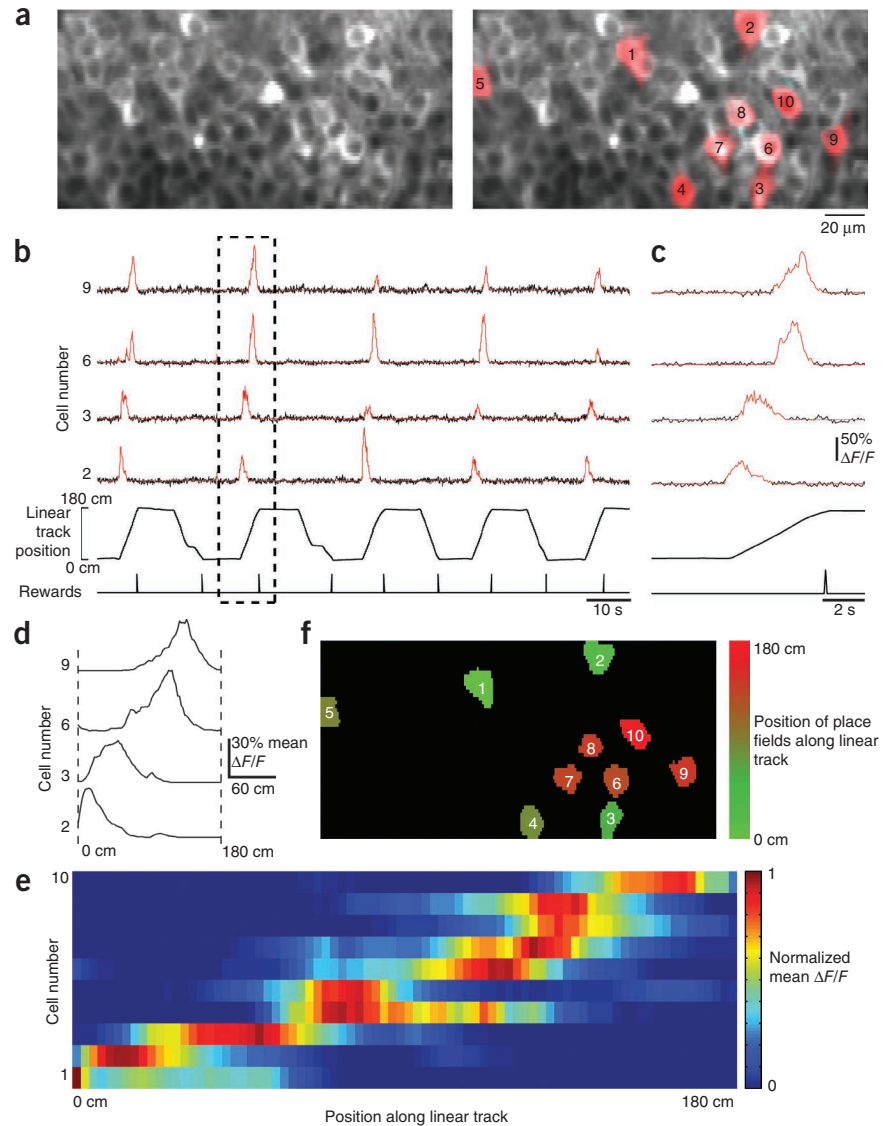 a
1
2
5
10
8
7
6
9
4
3
20 μm
b
c
Cell number
9
6
3
2
50%
ΔF/F
180 cm
Linear
track
position
0 cm
Rewards
10 s
2 s
d
Cell number
9
6
3
2
30% mean
ΔF/F
60 cm
0 cm
180 cm
f
1
2
5
10
8
7
6
9
4
3
180 cm
Position of place
fields along linear
track
0 cm
e
10
Cell number
1
0 cm
180 cm
Position along linear track
1
Normalized
mean ΔF/F
0